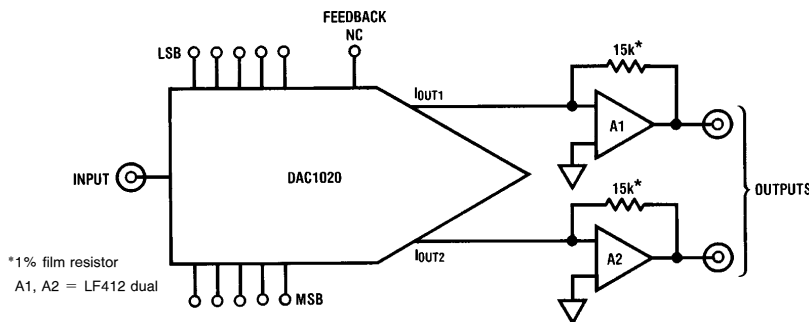 FEEDBACK
NC
LSB
15k*
IOUT1
A1
INPUT
DAC1020
OUTPUTS
15k*
IOUT2
A2
MSB
*1% film resistor
A1, A2 = LF412 dual